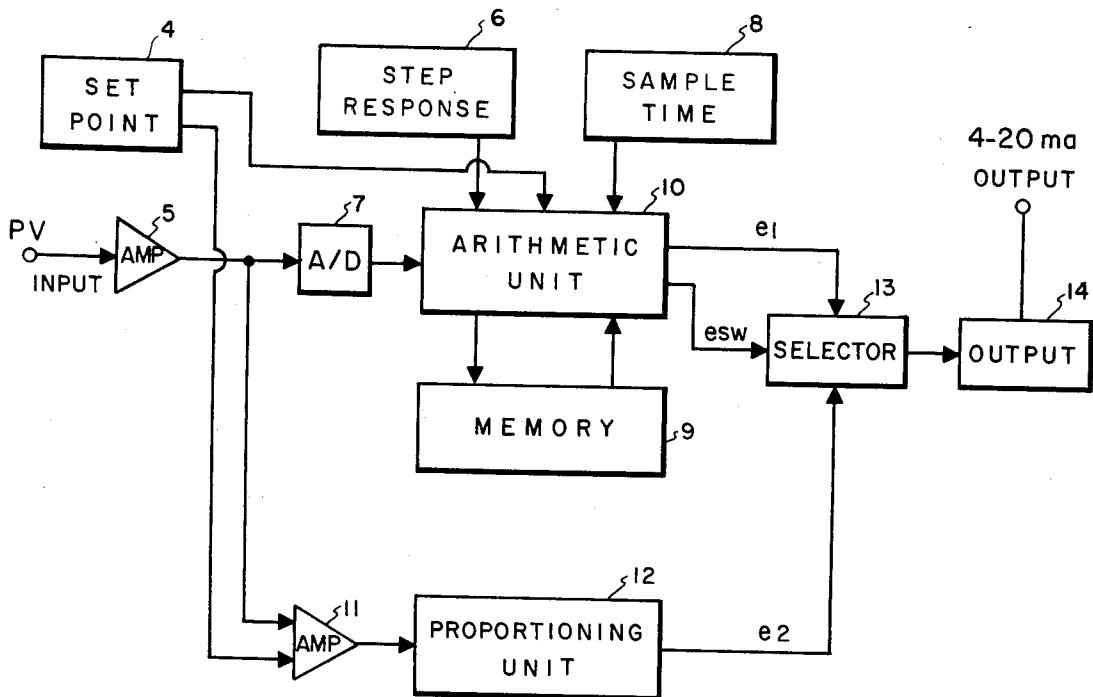 4
SET
POINT
6
STEP
RESPONSE
8
SAMPLE
TIME
4-20 ma
OUTPUT
PV
INPUT
5
AMP
7
A/D
10
ARITHMETIC
UNIT
e1
esw
13
SELECTOR
14
OUTPUT
MEMORY
9
11
AMP
12
PROPORTIONING
UNIT
e2